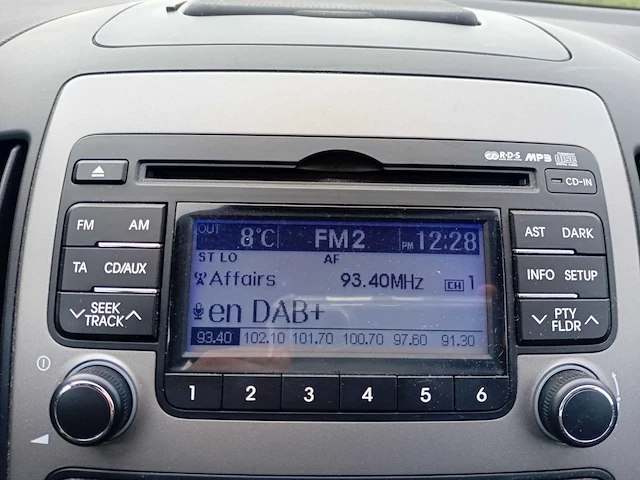 R·D·S MP3
CD-IN
FM AM
TA CD/AUX
SEEK
TRACK
OUT 8°C FM2 PM 12:28
ST LO AF
Affairs 93.40MHz CH 1
en DAB+
93.40 102.10 101.70 100.70 97.60 91.30
AST DARK
INFO SETUP
PTY
FLDR
1 2 3 4 5 6